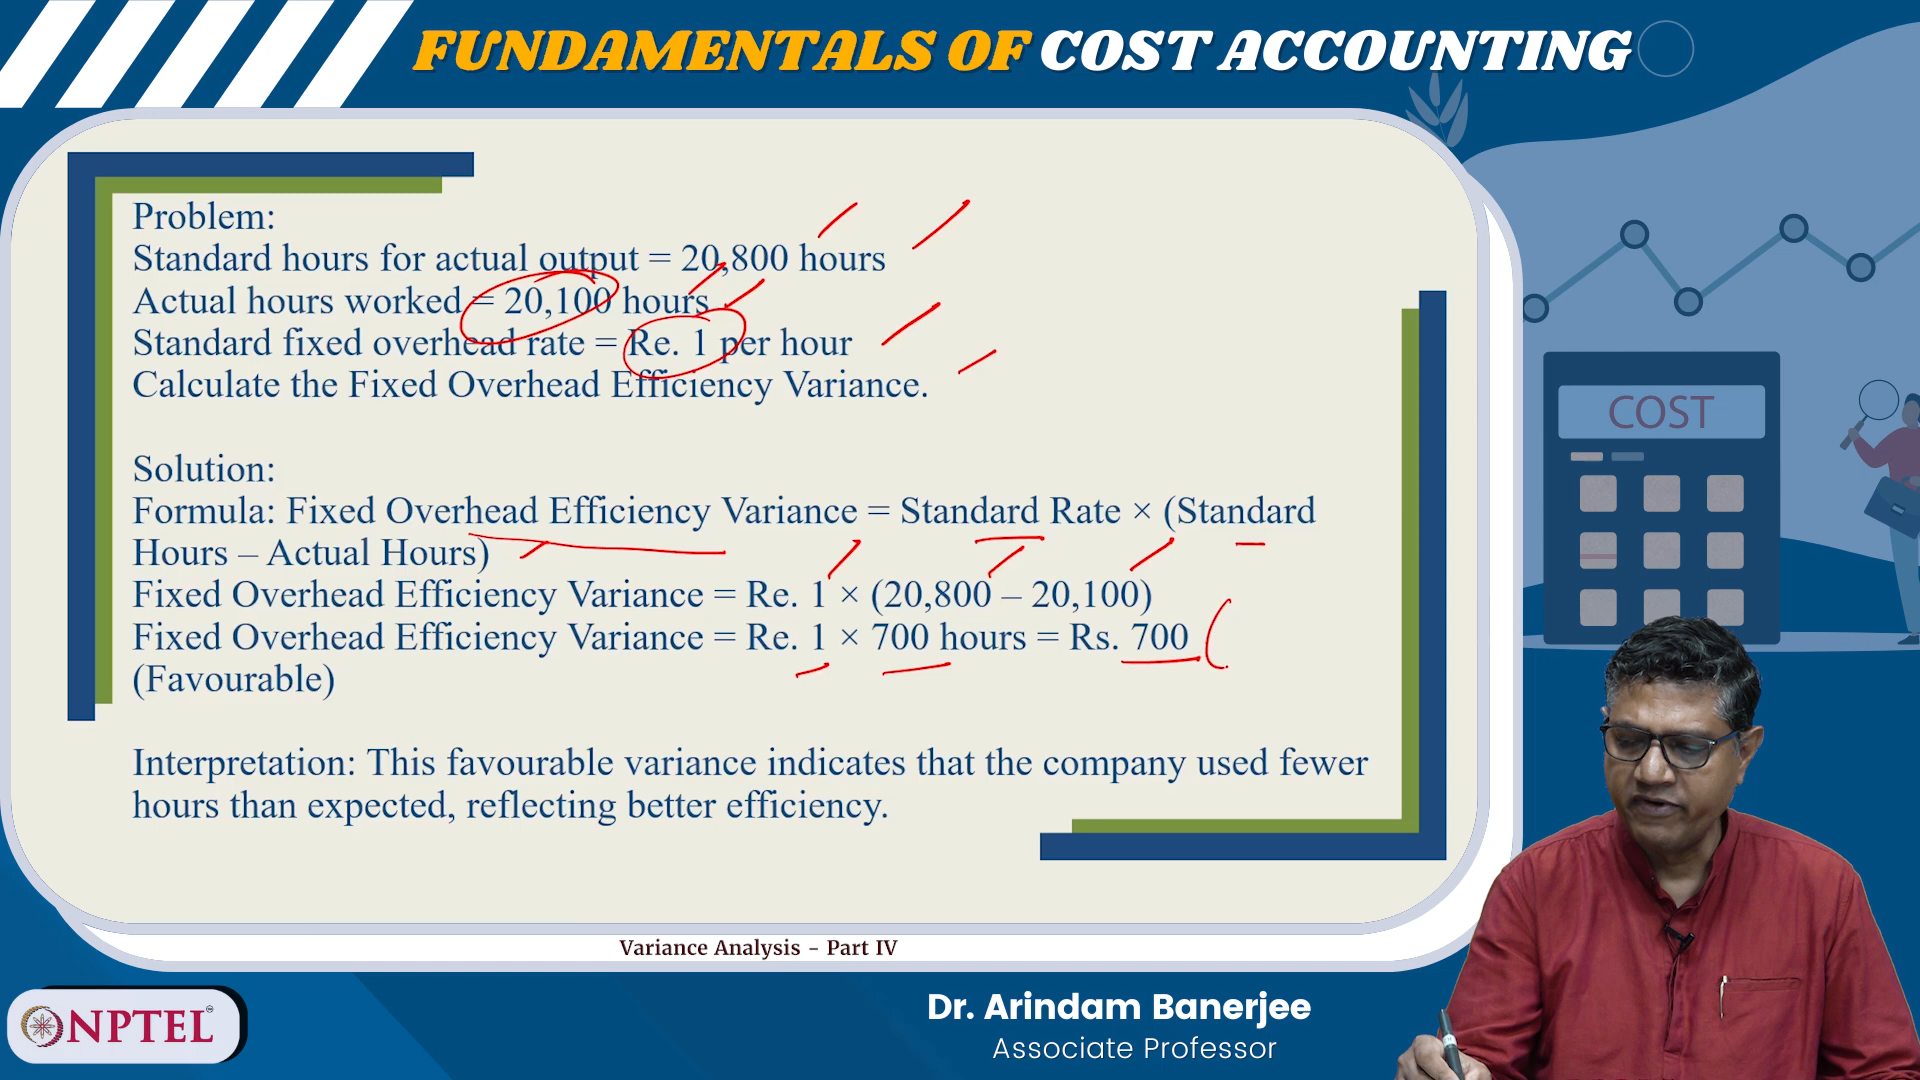 FUNDAMENTALS OF COST ACCOUNTING
Problem:
Standard hours for actual output = 20,800 hours
Actual hours worked = 20,100 hours
Standard fixed overhead rate = Re. 1 per hour
Calculate the Fixed Overhead Efficiency Variance.
Solution:
Formula: Fixed Overhead Efficiency Variance = Standard Rate × (Standard
Hours – Actual Hours)
Fixed Overhead Efficiency Variance = Re. 1 × (20,800 – 20,100)
Fixed Overhead Efficiency Variance = Re. 1 × 700 hours = Rs. 700
(Favourable)
Interpretation: This favourable variance indicates that the company used fewer
hours than expected, reflecting better efficiency.
COST
Variance Analysis - Part IV
NPTEL
Dr. Arindam Banerjee
Associate Professor